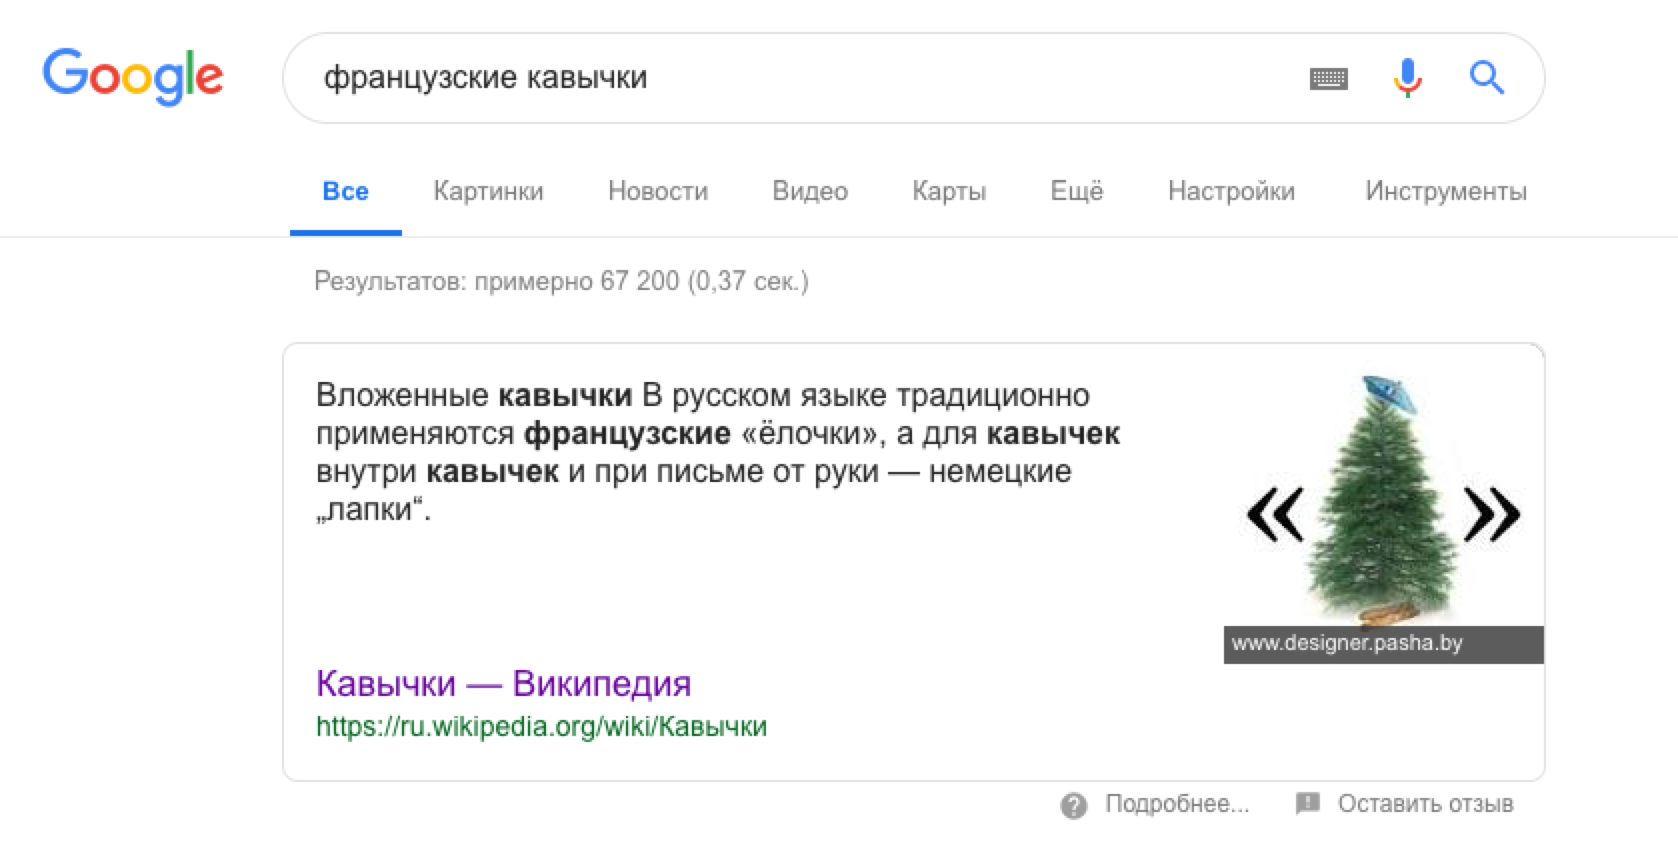 Google
французские кавычки
Все Картинки Новости Видео Карты Ещё Настройки Инструменты
Результатов: примерно 67 200 (0,37 сек.)
Вложенные кавычки В русском языке традиционно
применяются французские «ёлочки», а для кавычек
внутри кавычек и при письме от руки — немецкие
„лапки“.
« »
www.designer.pasha.by
Кавычки — Википедия
https://ru.wikipedia.org/wiki/Кавычки
Подробнее... Оставить отзыв